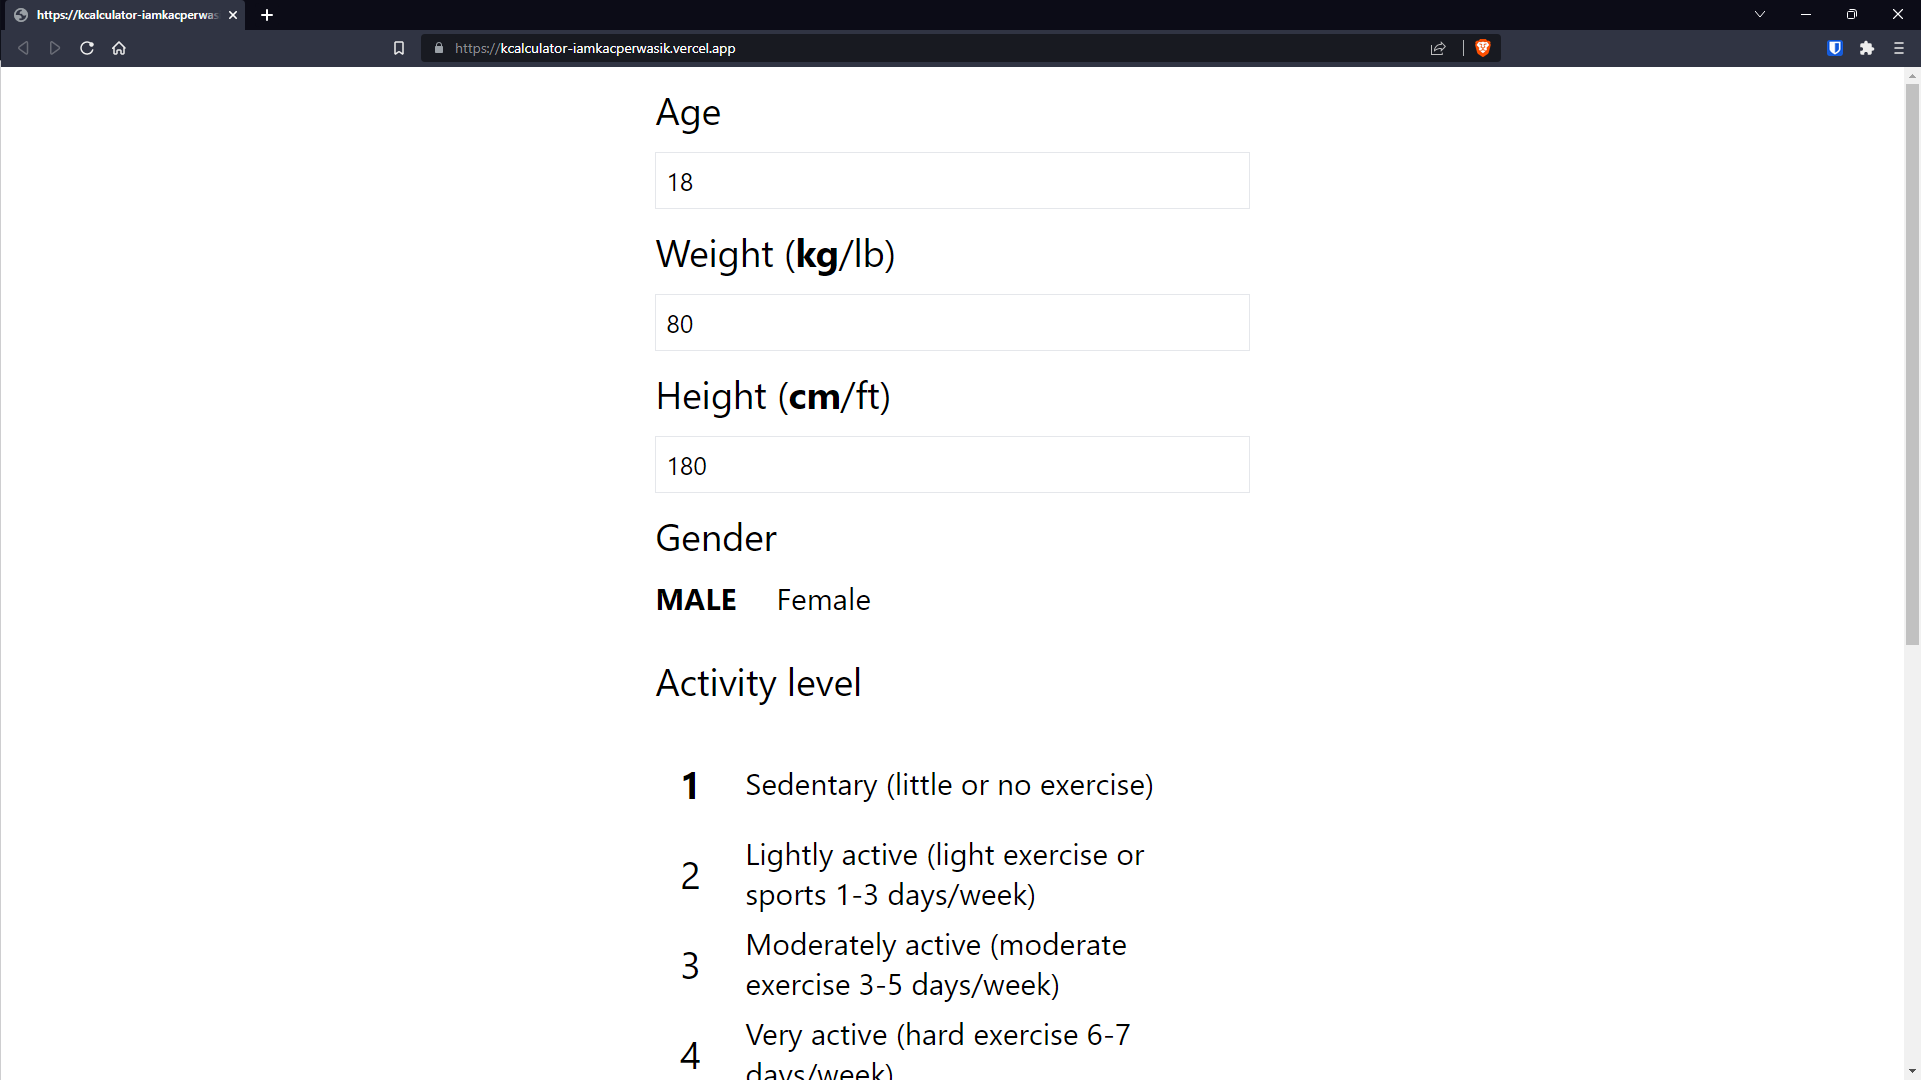 https://kcalculator-iamkacperwas
https://kcalculator-iamkacperwasik.vercel.app
Age
18
Weight (kg/lb)
80
Height (cm/ft)
180
Gender
MALE Female
Activity level
1 Sedentary (little or no exercise)
2 Lightly active (light exercise or
sports 1-3 days/week)
3 Moderately active (moderate
exercise 3-5 days/week)
4 Very active (hard exercise 6-7
days/week)